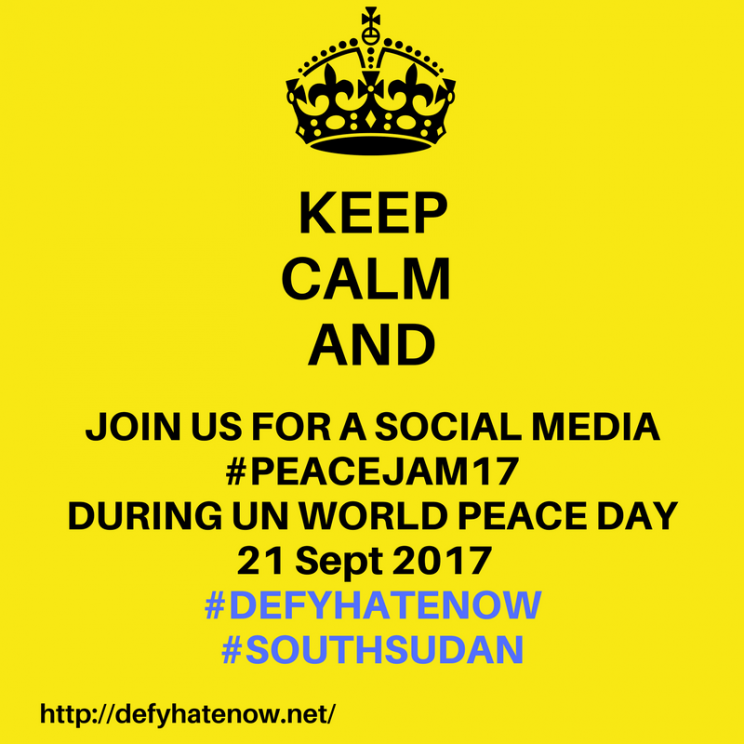 KEEP
CALM
AND
JOIN US FOR A SOCIAL MEDIA
#PEACEJAM17
DURING UN WORLD PEACE DAY
21 Sept 2017
#DEFYHATENOW
#SOUTHSUDAN
http://defyhatenow.net/